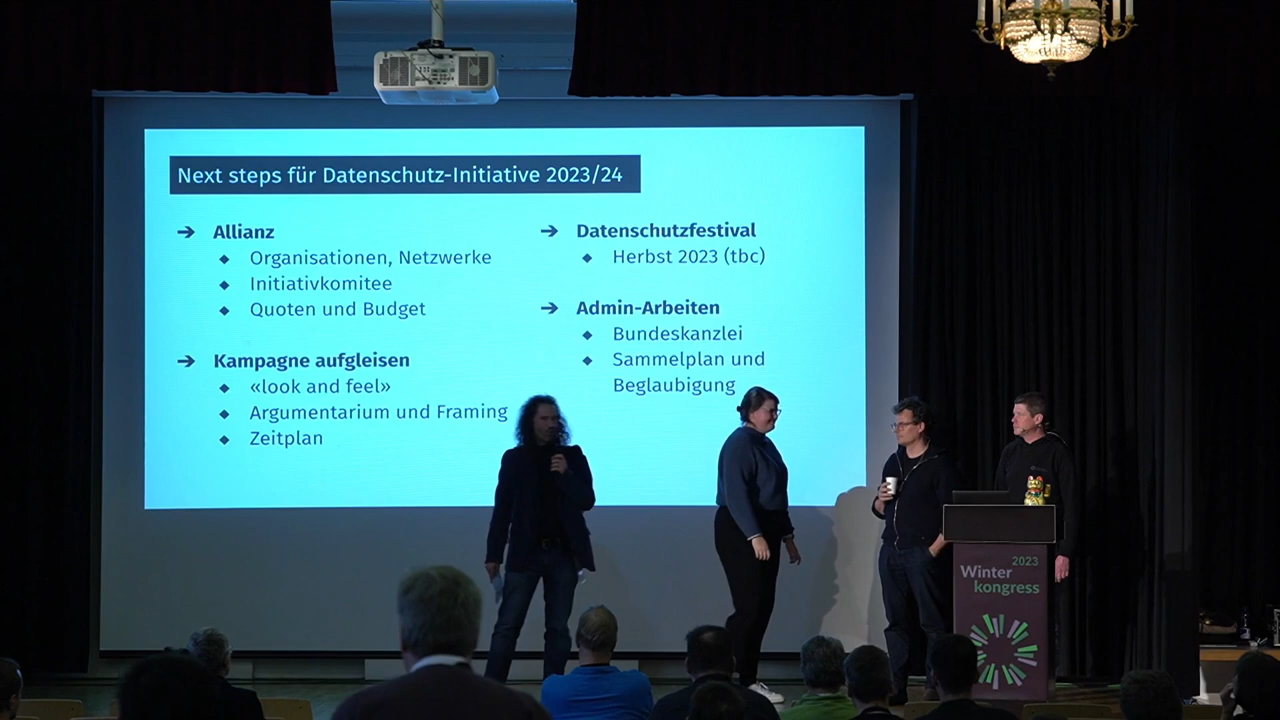 Next steps für Datenschutz-Initiative 2023/24
➔ Allianz
◆ Organisationen, Netzwerke
◆ Initiativkomitee
◆ Quoten und Budget
➔ Kampagne aufgleisen
◆ «look and feel»
◆ Argumentarium und Framing
◆ Zeitplan
➔ Datenschutzfestival
◆ Herbst 2023 (tbc)
➔ Admin-Arbeiten
◆ Bundeskanzlei
◆ Sammelplan und
Beglaubigung
2023
Winter
kongress